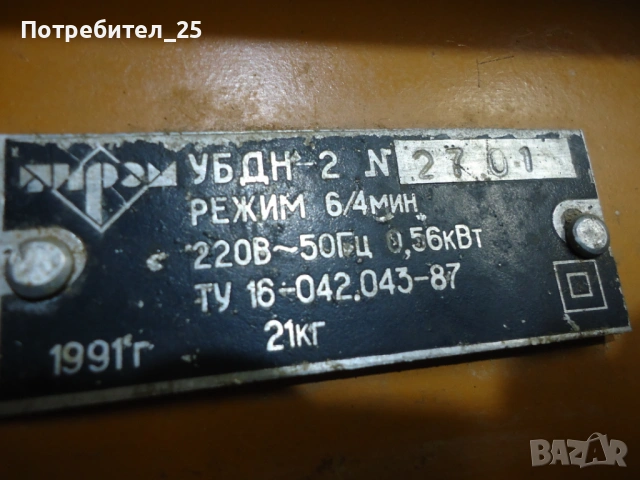 Потребител_25
УБДН-2 № 2701
РЕЖИМ 6/4мин
220В~50Гц 0,56кВт
ТУ 16-042.043-87
1991г 21кг
BAZAR